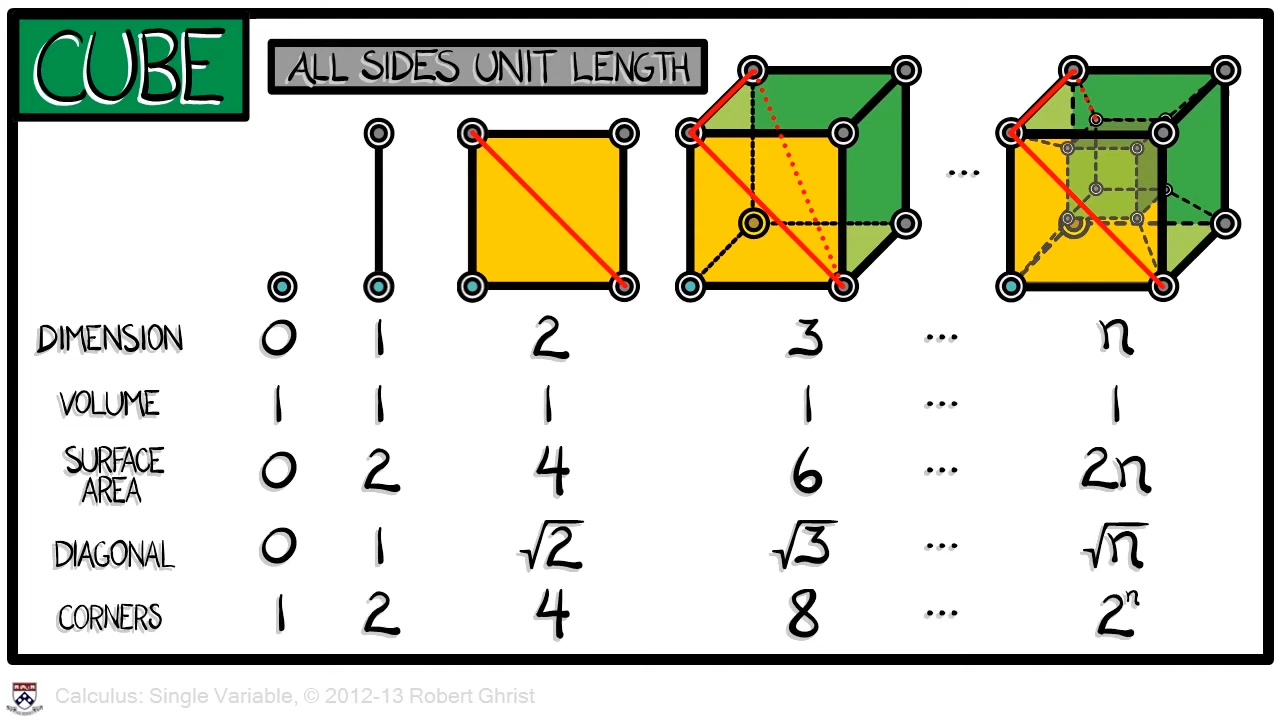 CUBE
ALL SIDES UNIT LENGTH
...
DIMENSION 0 1 2 3 ... n
VOLUME 1 1 1 1 ... 1
SURFACE
AREA 0 2 4 6 ... 2n
DIAGONAL 0 1 √2 √3 ... √n
CORNERS 1 2 4 8 ... 2ⁿ
Calculus: Single Variable, © 2012-13 Robert Ghrist